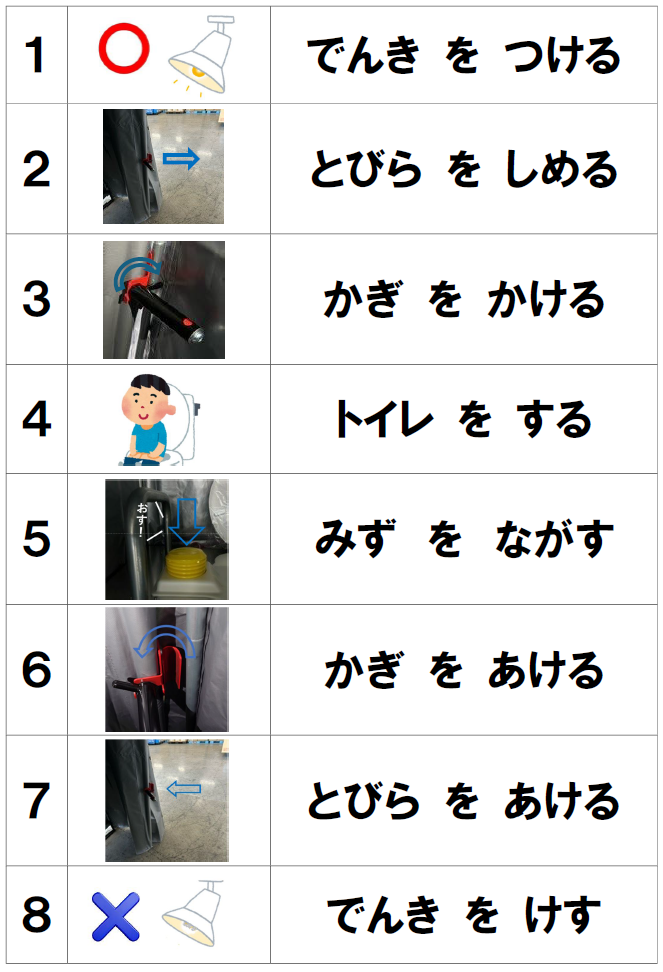 1 でんき を つける
2 とびら を しめる
3 かぎ を かける
4 トイレ を する
5 おす! みず を ながす
6 かぎ を あける
7 とびら を あける
8 でんき を けす